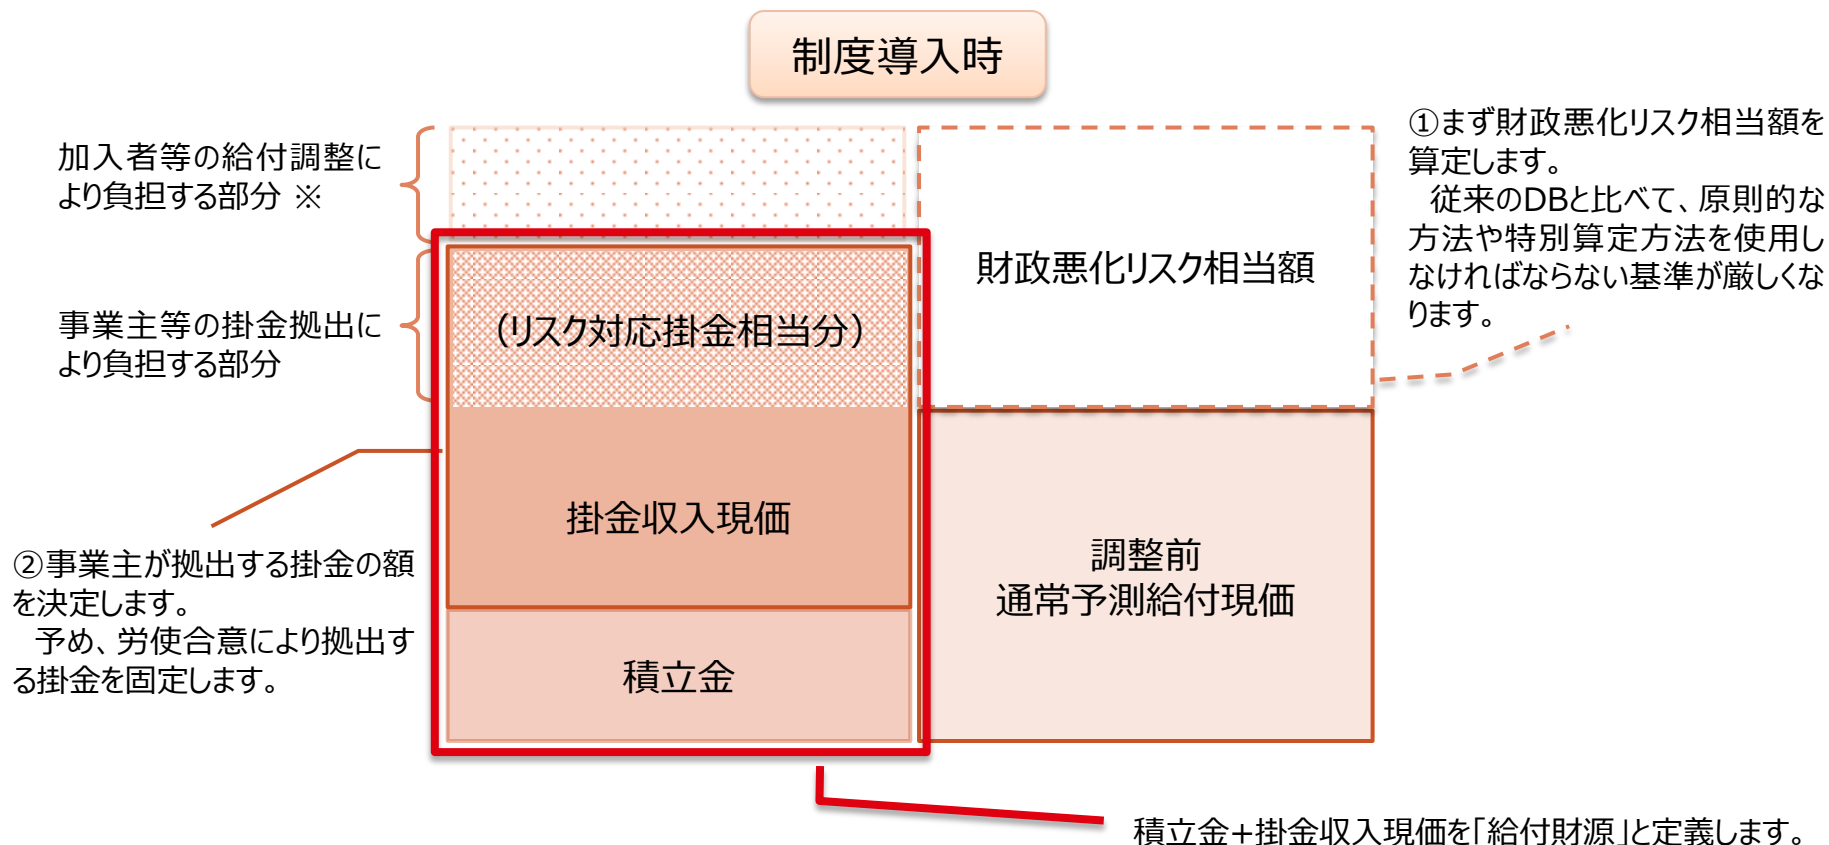 制度導入時
加入者等の給付調整に
より負担する部分 ※
事業主等の掛金拠出に
より負担する部分
(リスク対応掛金相当分)
掛金収入現価
積立金
財政悪化リスク相当額
調整前
通常予測給付現価
①まず財政悪化リスク相当額を
算定します。
　従来のDBと比べて、原則的な
方法や特別算定方法を使用し
なければならない基準が厳しくな
ります。
②事業主が拠出する掛金の額
を決定します。
　予め、労使合意により拠出す
る掛金を固定します。
積立金+掛金収入現価を「給付財源」と定義します。